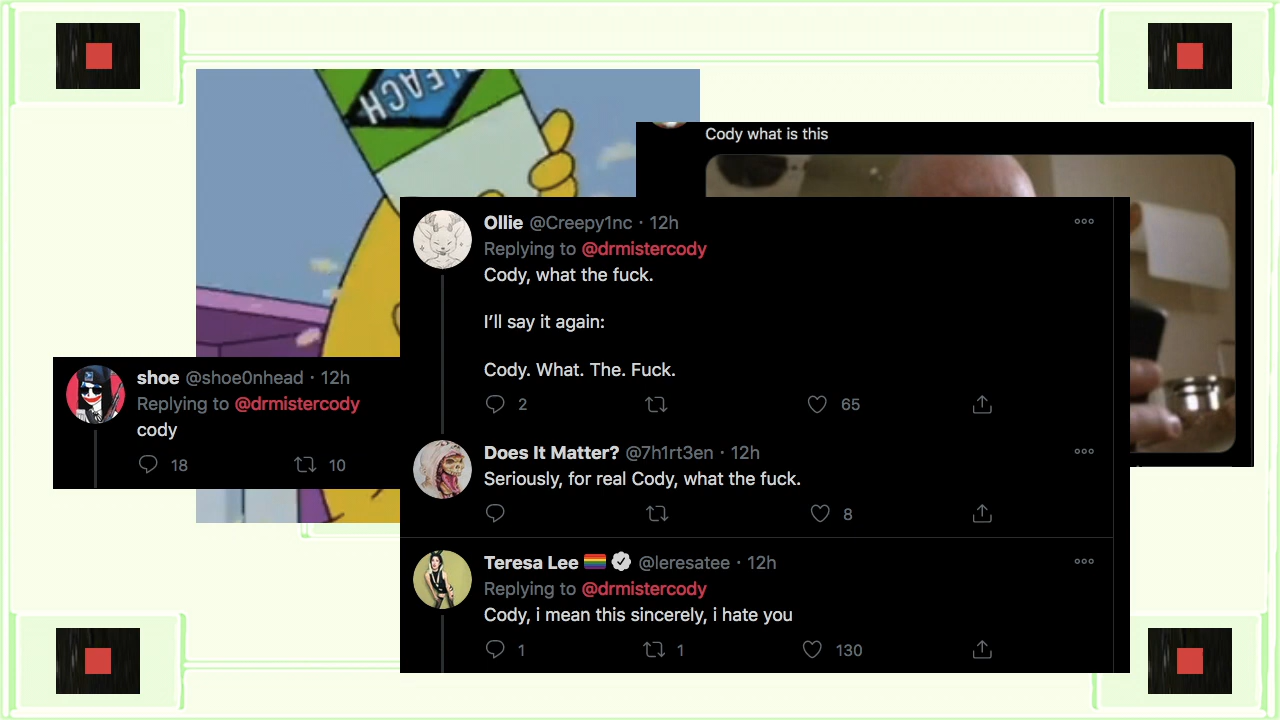 BLEACH
Cody what is this
Ollie @Creepy1nc · 12h
Replying to @drmistercody
Cody, what the fuck.
I'll say it again:
Cody. What. The. Fuck.
2 65
shoe @shoe0nhead · 12h
Replying to @drmistercody
cody
18 10
Does It Matter? @7h1rt3en · 12h
Seriously, for real Cody, what the fuck.
8
Teresa Lee 🏳️‍🌈 @leresatee · 12h
Replying to @drmistercody
Cody, i mean this sincerely, i hate you
1 1 130